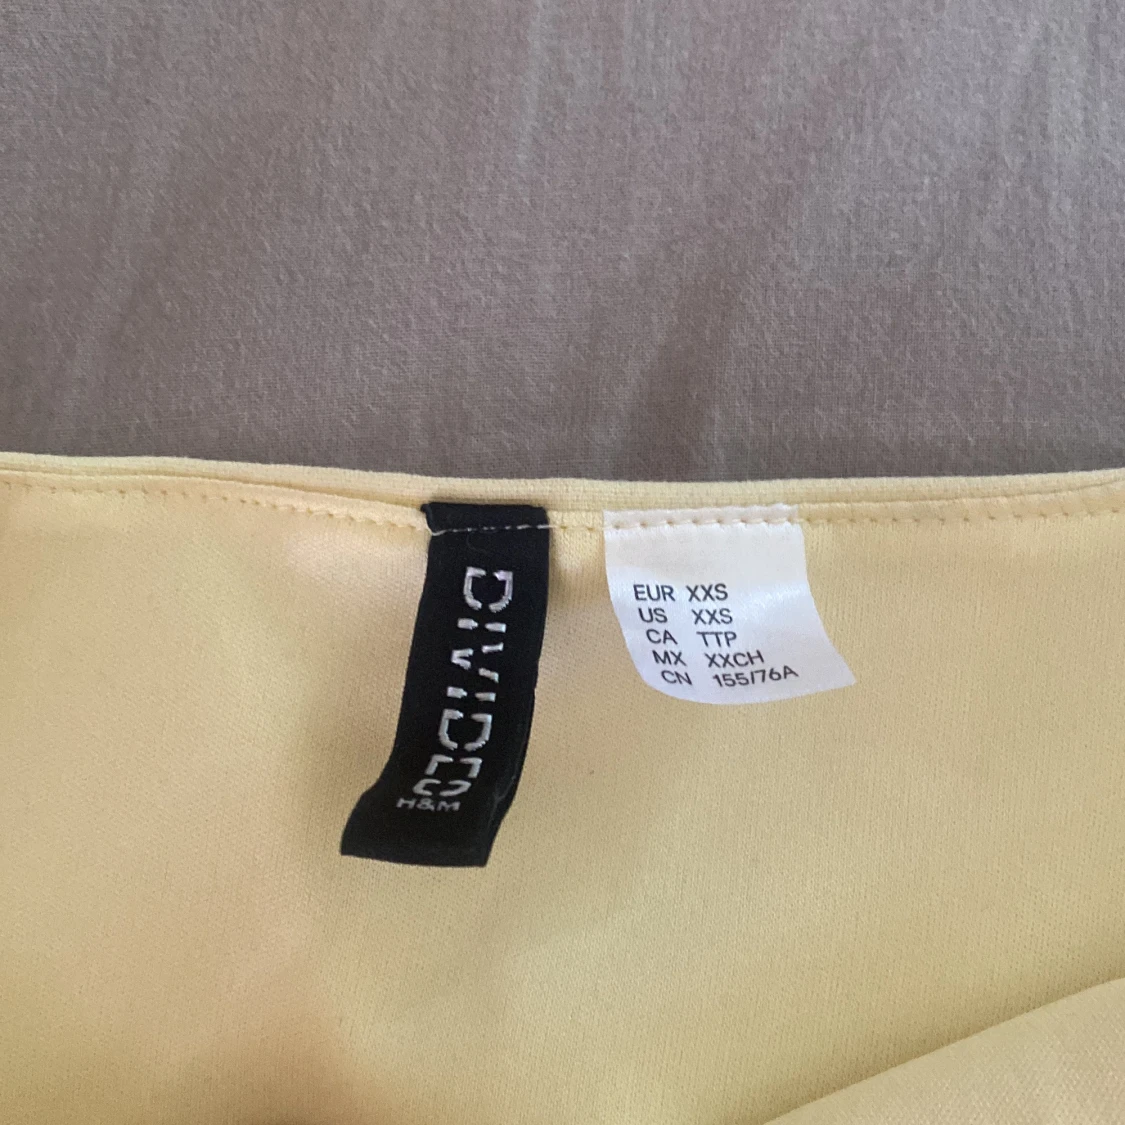 DIVIDED
H&M
EUR XXS
US XXS
CA TTP
MX XXCH
CN 155/76A